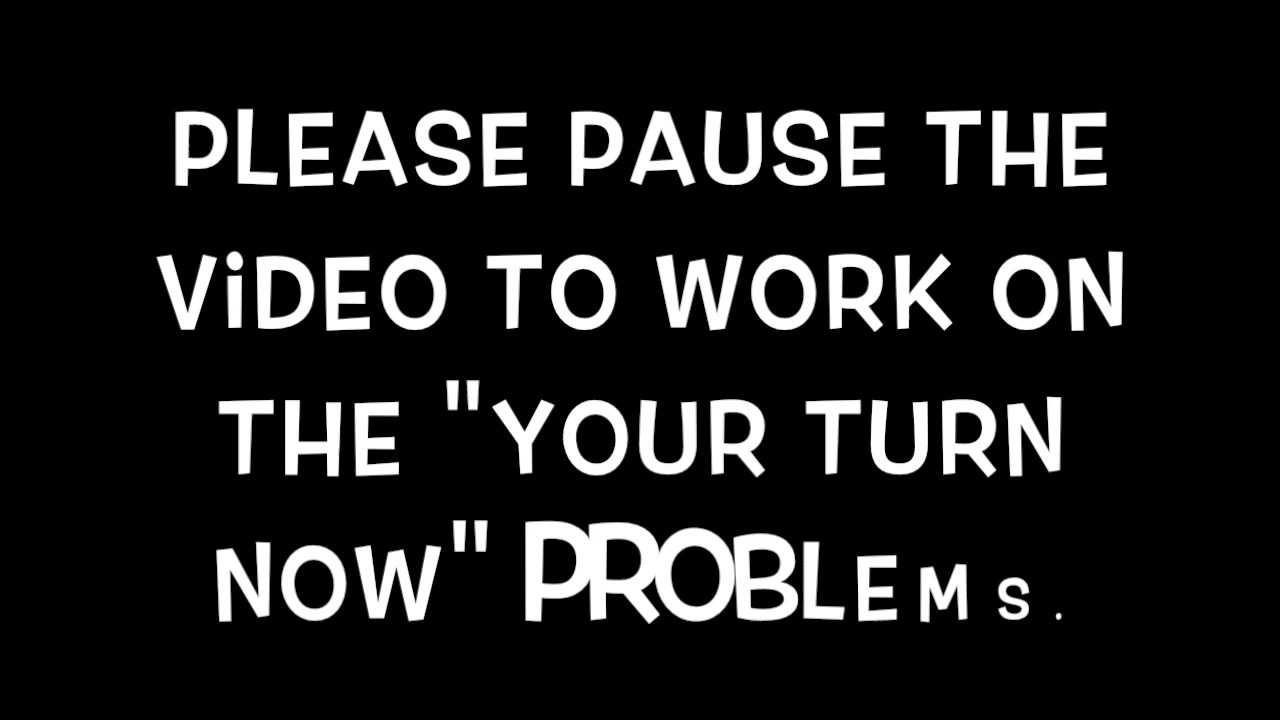 PLEASE PAUSE THE
ViDEO TO WORK ON
THE "YOUR TURN
NOW" PROBLEMS.